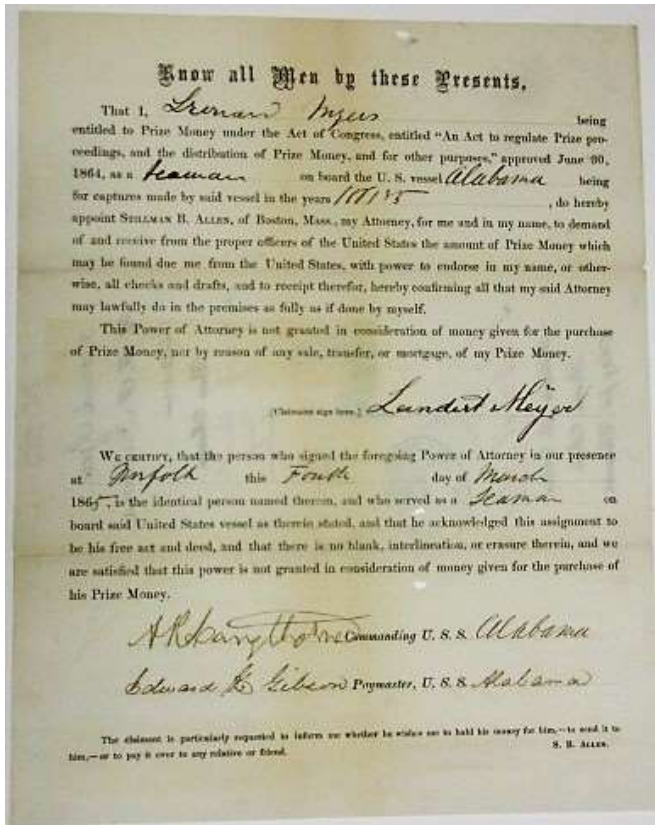 Know all Men by these Presents,
That I, Myers being
entitled to Prize Money under the Act of Congress, entitled "An Act to regulate Prize pro-
ceedings, and the distribution of Prize Money, and for other purposes," approved June 30,
1864, as a Seaman on board the U. S. vessel Alabama being
for captures made by said vessel in the years , do hereby
appoint STILLMAN B. ALLEN, of BOSTON, MASS., my Attorney, for me and in my name, to demand
of and receive from the proper officers of the United States the amount of Prize Money which
may be found due me from the United States, with power to endorse in my name, or other-
wise, all checks and drafts, and to receipt therefor, hereby confirming all that my said Attorney
may lawfully do in the premises as fully as if done by myself.
This Power of Attorney is not granted in consideration of money given for the purchase
of Prize Money, nor by reason of any sale, transfer, or mortgage, of my Prize Money.
[Claimants sign here.] Lendert Meyer
WE CERTIFY, that the person who signed the foregoing Power of Attorney in our presence
at Norfolk this Fourth day of March
1865, is the identical person named therein, and who served as a Seaman on
board said United States vessel as therein stated, and that he acknowledged this assignment to
be his free act and deed, and that there is no blank, interlineation, or erasure therein, and we
are satisfied that this power is not granted in consideration of money given for the purchase of
his Prize Money.
Commanding U. S. S. Alabama
Edward K. Gibson Paymaster, U. S. S. Alabama
The claimant is particularly requested to inform me whether he wishes me to hold his money for him,—to send it to
him,—or to pay it over to any relative or friend. S. B. ALLEN.